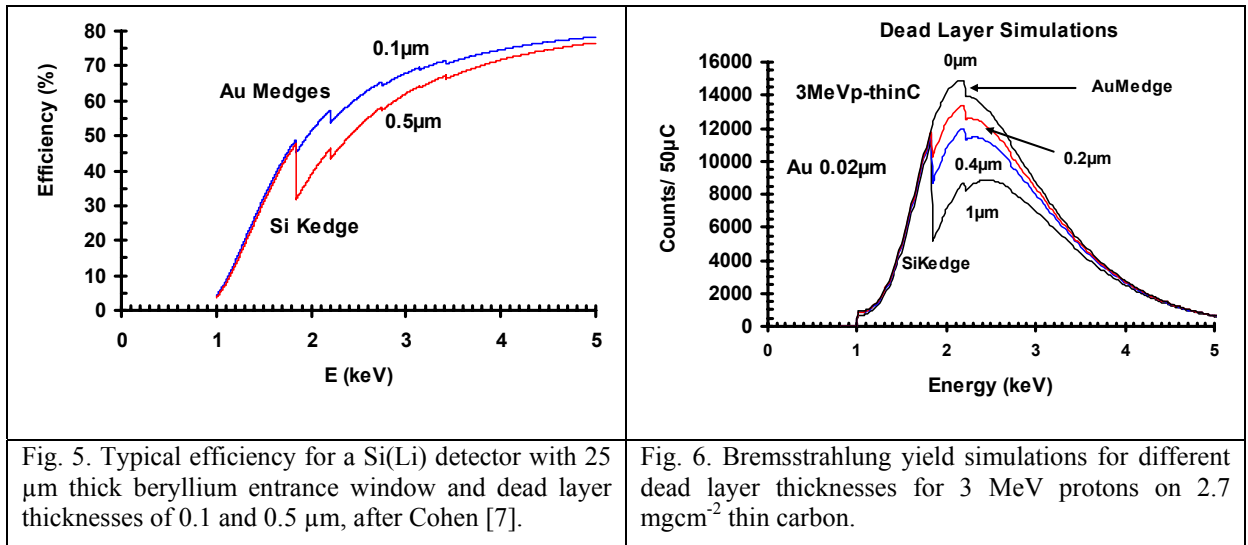 80
70
60
50
40
30
20
10
0
Efficiency (%)
0.1µm
Au Medges
0.5µm
Si Kedge
0 1 2 3 4 5
E (keV)
Dead Layer Simulations
0µm
16000
14000
12000
10000
8000
6000
4000
2000
0
Counts/ 50µC
3MeVp-thinC
AuMedge
Au 0.02µm
0.2µm
0.4µm
1µm
SiKedge
0 1 2 3 4 5
Energy (keV)
Fig. 5. Typical efficiency for a Si(Li) detector with 25
µm thick beryllium entrance window and dead layer
thicknesses of 0.1 and 0.5 µm, after Cohen [7].
Fig. 6. Bremsstrahlung yield simulations for different
dead layer thicknesses for 3 MeV protons on 2.7
mgcm⁻² thin carbon.